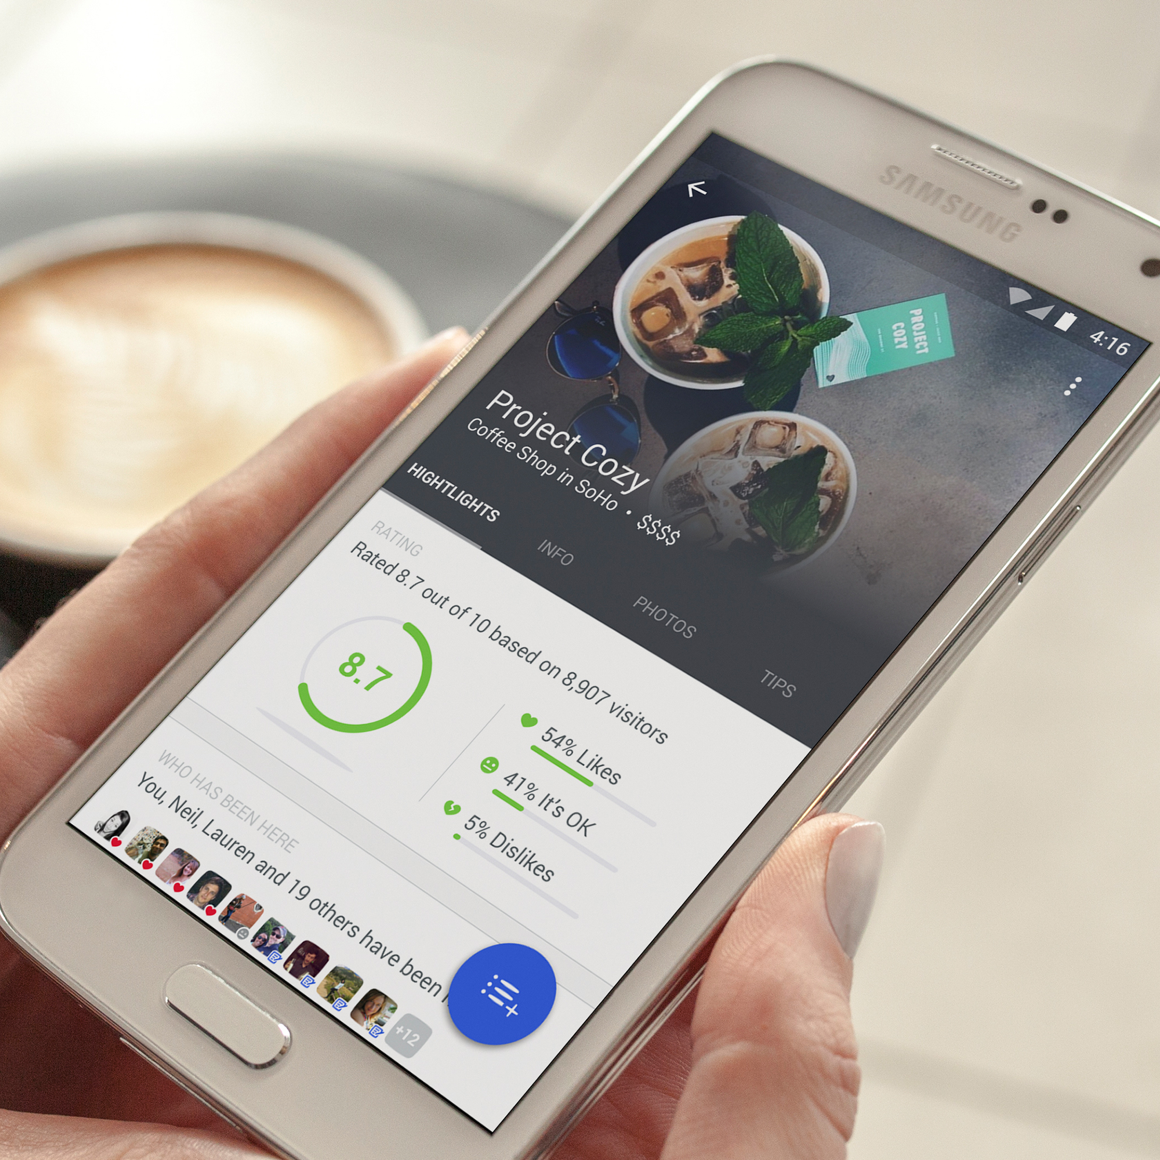 SAMSUNG
4:16
PROJECT
COZY
Project Cozy
Coffee Shop in SoHo • $$$$
HIGHTLIGHTS
INFO
PHOTOS
TIPS
RATING
Rated 8.7 out of 10 based on 8,907 visitors
8.7
54% Likes
41% It's OK
5% Dislikes
WHO HAS BEEN HERE
You, Neil, Lauren and 19 others have been
+12